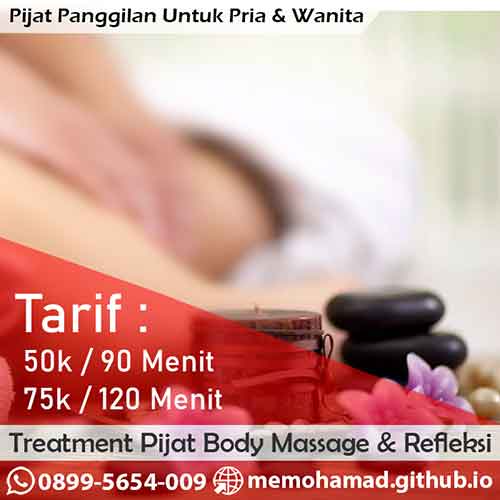 Pijat Panggilan Untuk Pria & Wanita
Tarif :
50k / 90 Menit
75k / 120 Menit
Treatment Pijat Body Massage & Refleksi
0899-5654-009 memohamad.github.io